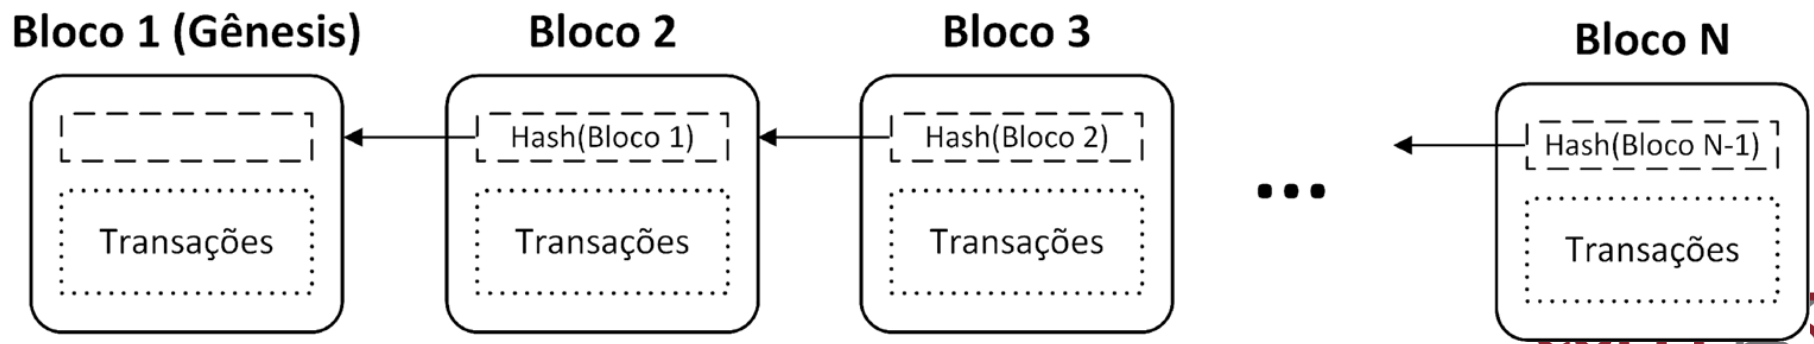 Bloco 1 (Gênesis)
Bloco 2
Bloco 3
Bloco N
Hash(Bloco 1)
Hash(Bloco 2)
Hash(Bloco N-1)
...
Transações
Transações
Transações
Transações